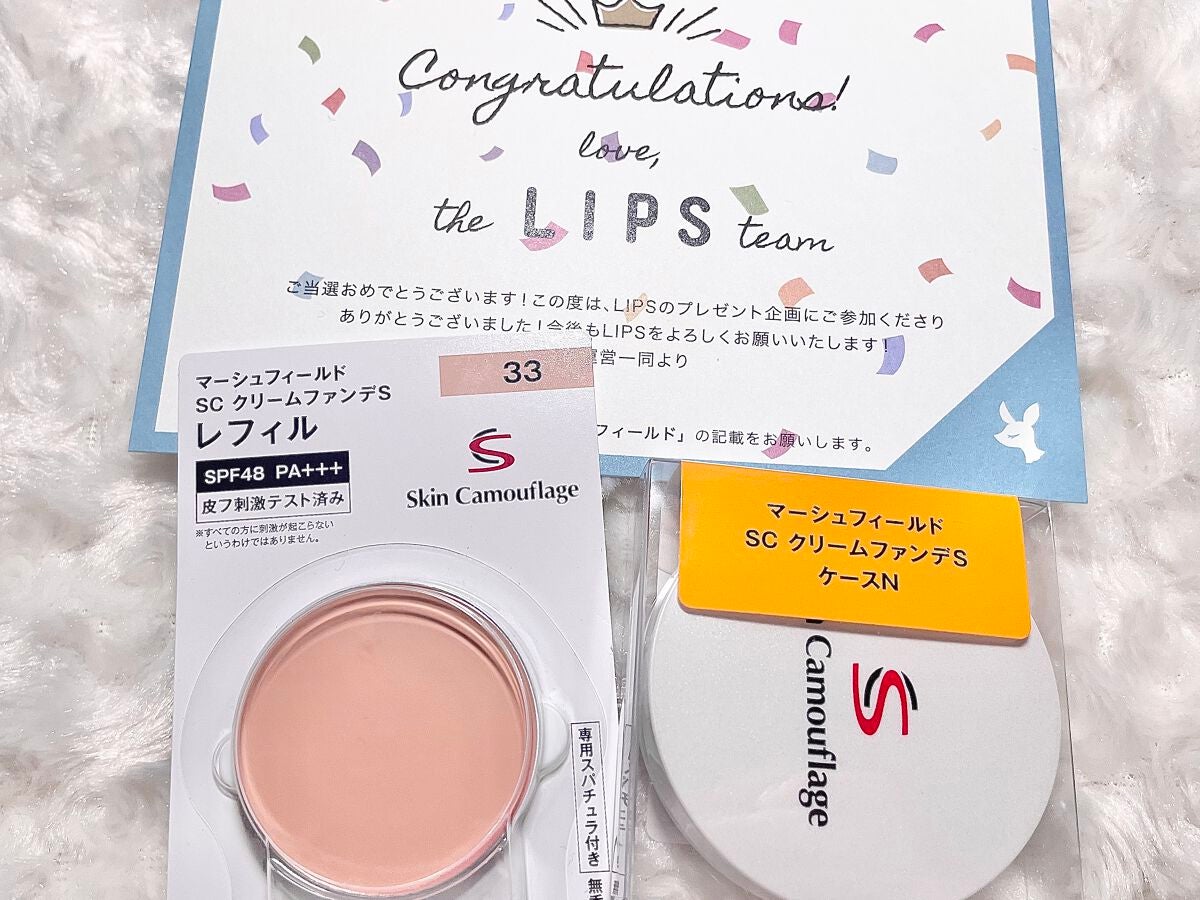 Congratulations!
love,
the LIPS team
ご当選おめでとうございます!この度は、LIPSのプレゼント企画にご参加くださり
ありがとうございました!今後もLIPSをよろしくお願いいたします!
運営一同より
フィールド」の記載をお願いします。
マーシュフィールド
SC クリームファンデS
レフィル
33
SPF48 PA+++
皮フ刺激テスト済み
※すべての方に刺激が起こらない
というわけではありません。
S
Skin Camouflage
専用スパチュラ付き
無
マーシュフィールド
SC クリームファンデS
ケースN
S
Camouflage